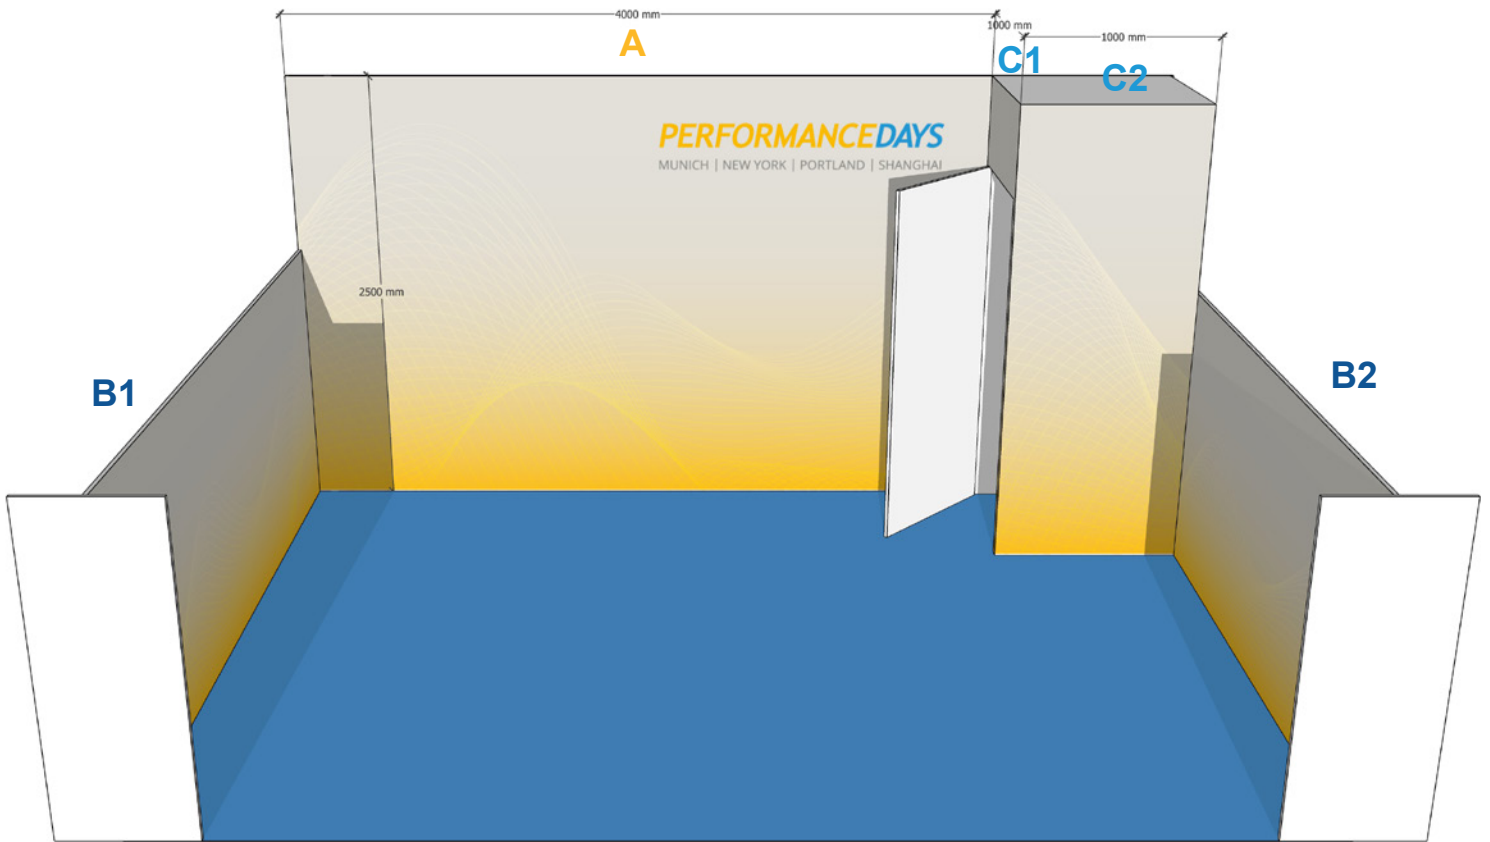 4000 mm
1000 mm
1000 mm
A
C1
C2
PERFORMANCEDAYS
MUNICH | NEW YORK | PORTLAND | SHANGHAI
2500 mm
B1
B2